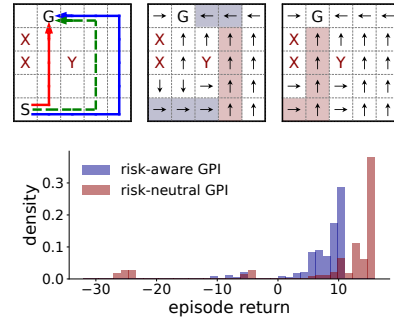 G G G
X X X
X Y X Y X Y
S
0.3
0.2
0.1
0.0
density
risk-aware GPI
risk-neutral GPI
−30 −20 −10 0 10
episode return